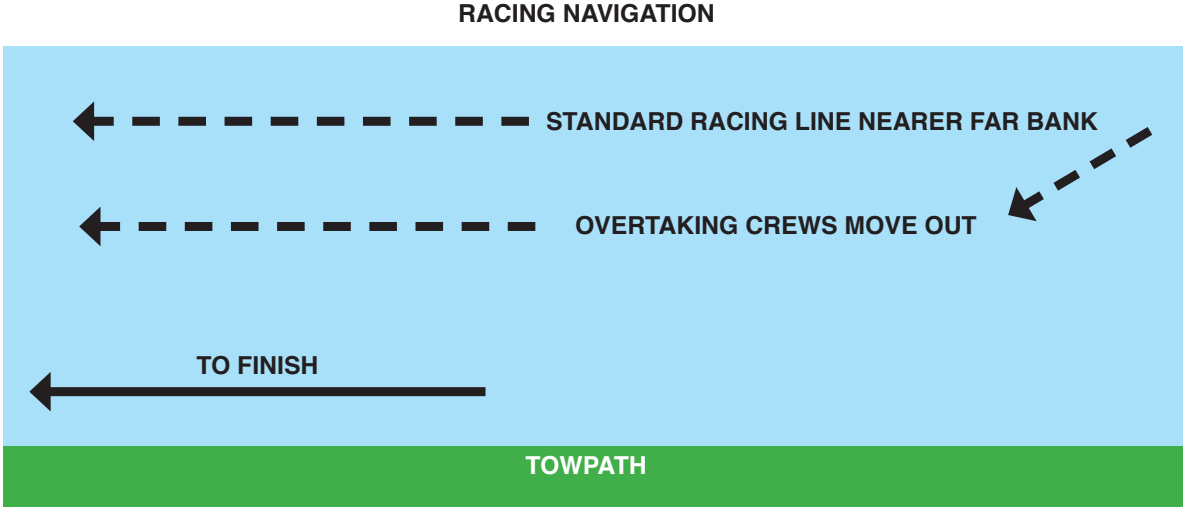 RACING NAVIGATION
STANDARD RACING LINE NEARER FAR BANK
OVERTAKING CREWS MOVE OUT
TO FINISH
TOWPATH